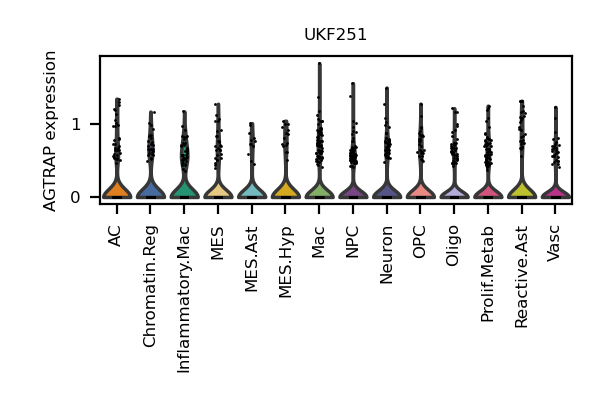 UKF251
AGTRAP expression
1
0
AC
Chromatin.Reg
Inflammatory.Mac
MES
MES.Ast
MES.Hyp
Mac
NPC
Neuron
OPC
Oligo
Prolif.Metab
Reactive.Ast
Vasc